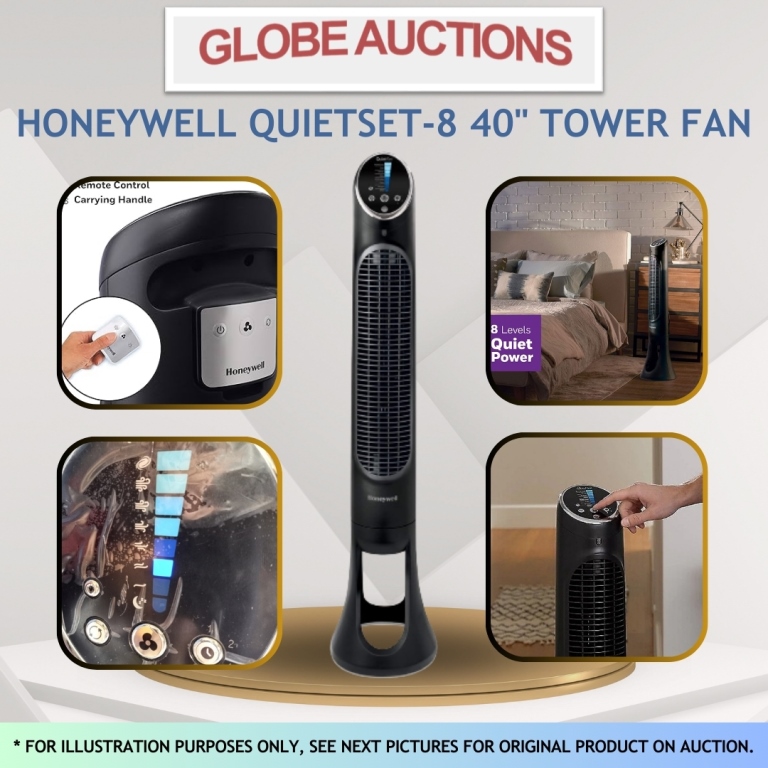 GLOBE AUCTIONS
HONEYWELL QUIETSET-8 40" TOWER FAN
Remote Control
Carrying Handle
Honeywell
8 Levels
Quiet
Power
Honeywell
* FOR ILLUSTRATION PURPOSES ONLY, SEE NEXT PICTURES FOR ORIGINAL PRODUCT ON AUCTION.